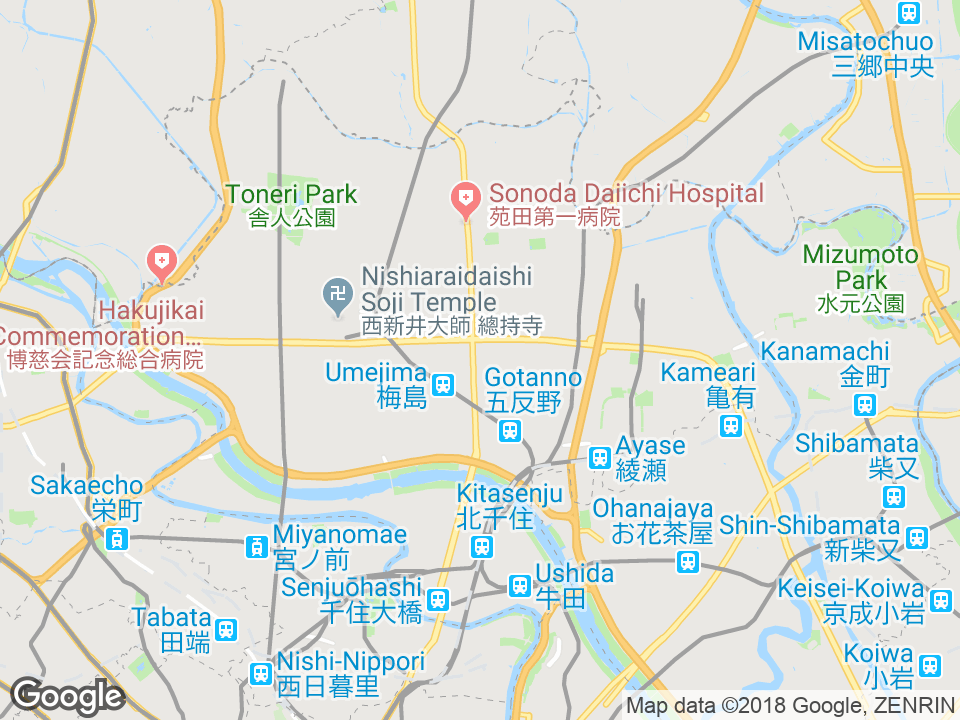 Misatochuo
三郷中央
Toneri Park
舎人公園
Sonoda Daiichi Hospital
苑田第一病院
Mizumoto
Park
水元公園
Nishiaraidaishi
Soji Temple
西新井大師 總持寺
卍
Hakujikai
Commemoration...
博慈会記念総合病院
Umejima
梅島
Gotanno
五反野
Kameari
亀有
Kanamachi
金町
Ayase
綾瀬
Shibamata
柴又
Sakaecho
栄町
Kitasenju
北千住
Ohanajaya
お花茶屋
Shin-Shibamata
新柴又
Miyanomae
宮ノ前
Senjuōhashi
千住大橋
Ushida
牛田
Keisei-Koiwa
京成小岩
Tabata
田端
Nishi-Nippori
西日暮里
Koiwa
小岩
Google
Map data ©2018 Google, ZENRIN